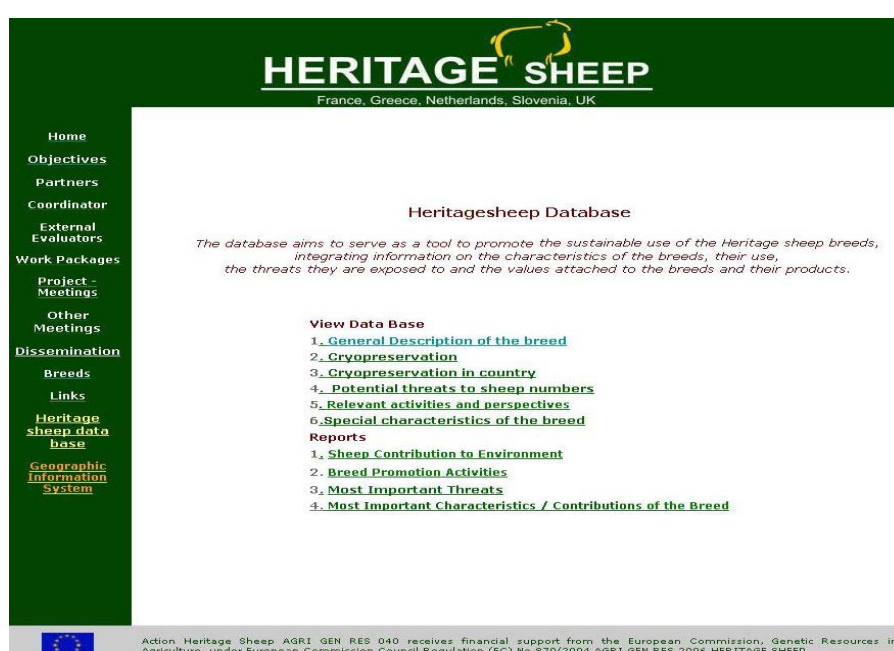 HERITAGE SHEEP
France, Greece, Netherlands, Slovenia, UK
Home
Objectives
Partners
Coordinator
External
Evaluators
Work Packages
Project -
Meetings
Other
Meetings
Dissemination
Breeds
Links
Heritage
sheep data
base
Geographic
Information
System
Heritagesheep Database
The database aims to serve as a tool to promote the sustainable use of the Heritage sheep breeds,
integrating information on the characteristics of the breeds, their use,
the threats they are exposed to and the values attached to the breeds and their products.
View Data Base
1. General Description of the breed
2. Cryopreservation
3. Cryopreservation in country
4. Potential threats to sheep numbers
5. Relevant activities and perspectives
6.Special characteristics of the breed
Reports
1. Sheep Contribution to Environment
2. Breed Promotion Activities
3. Most Important Threats
4. Most Important Characteristics / Contributions of the Breed
Action Heritage Sheep AGRI GEN RES 040 receives financial support from the European Commission, Genetic Resources in
Agriculture, under European Commission Council Regulation (EC) No 870/2004 AGRI GEN RES 2006 HERITAGE SHEEP